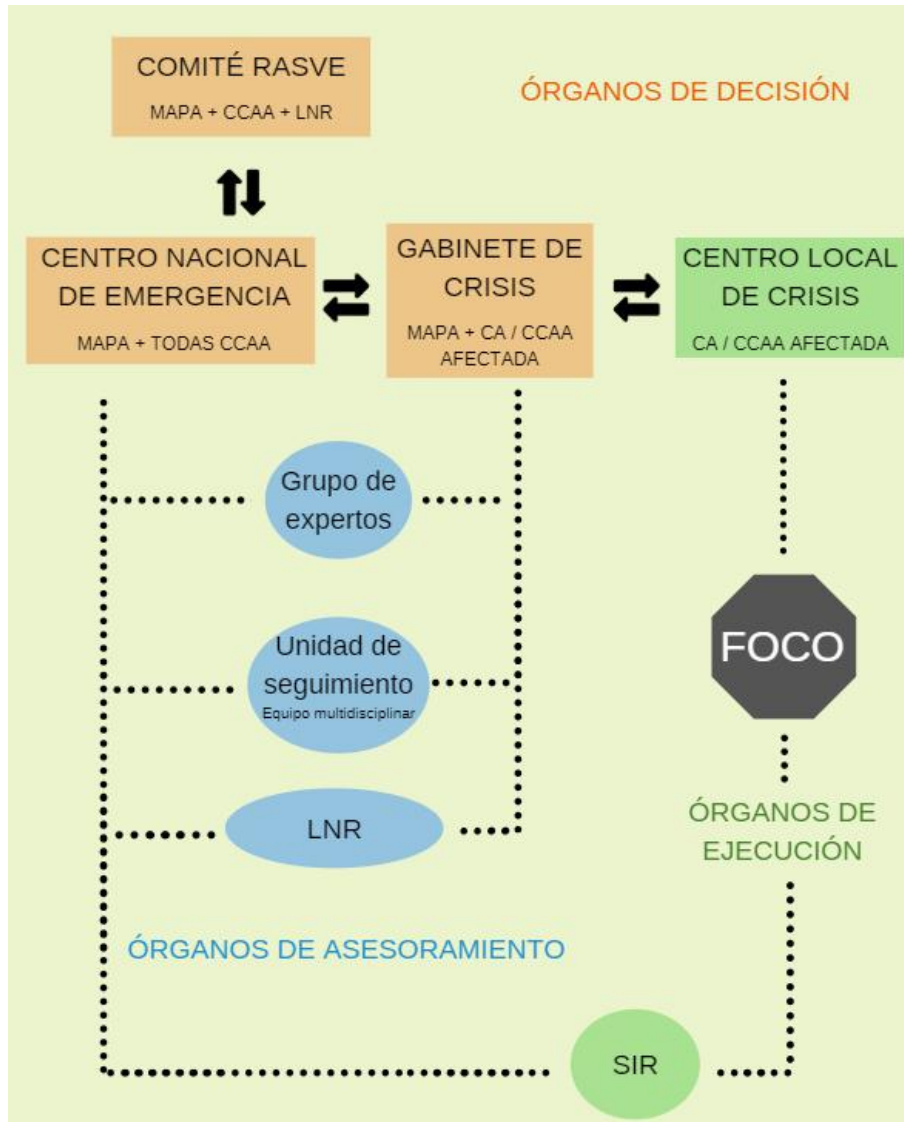 COMITÉ RASVE
MAPA + CCAA + LNR
ÓRGANOS DE DECISIÓN
CENTRO NACIONAL
DE EMERGENCIA
MAPA + TODAS CCAA
GABINETE DE
CRISIS
MAPA + CA / CCAA
AFECTADA
CENTRO LOCAL
DE CRISIS
CA / CCAA AFECTADA
Grupo de
expertos
Unidad de
seguimiento
Equipo multidisciplinar
LNR
FOCO
ÓRGANOS DE
EJECUCIÓN
ÓRGANOS DE ASESORAMIENTO
SIR